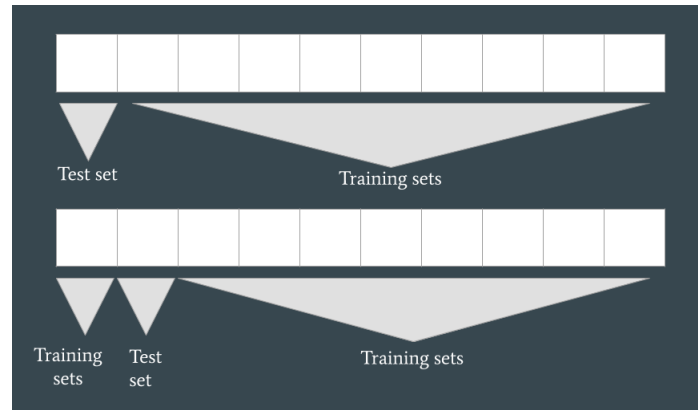 Test set
Training sets
Training
sets
Test
set
Training sets